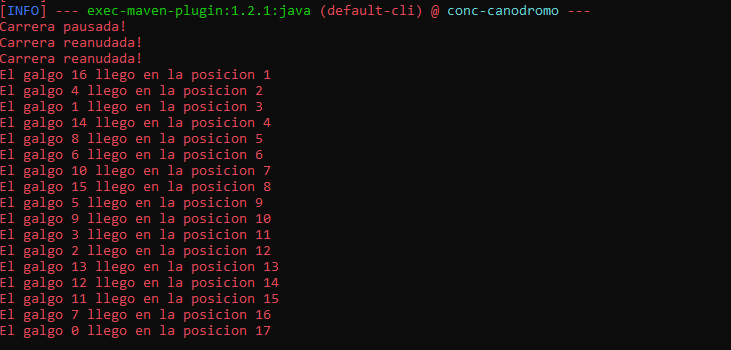 [INFO] --- exec-maven-plugin:1.2.1:java (default-cli) @ conc-canodromo ---
Carrera pausada!
Carrera reanudada!
Carrera reanudada!
El galgo 16 llego en la posicion 1
El galgo 4 llego en la posicion 2
El galgo 1 llego en la posicion 3
El galgo 14 llego en la posicion 4
El galgo 8 llego en la posicion 5
El galgo 6 llego en la posicion 6
El galgo 10 llego en la posicion 7
El galgo 15 llego en la posicion 8
El galgo 5 llego en la posicion 9
El galgo 9 llego en la posicion 10
El galgo 3 llego en la posicion 11
El galgo 2 llego en la posicion 12
El galgo 13 llego en la posicion 13
El galgo 12 llego en la posicion 14
El galgo 11 llego en la posicion 15
El galgo 7 llego en la posicion 16
El galgo 0 llego en la posicion 17